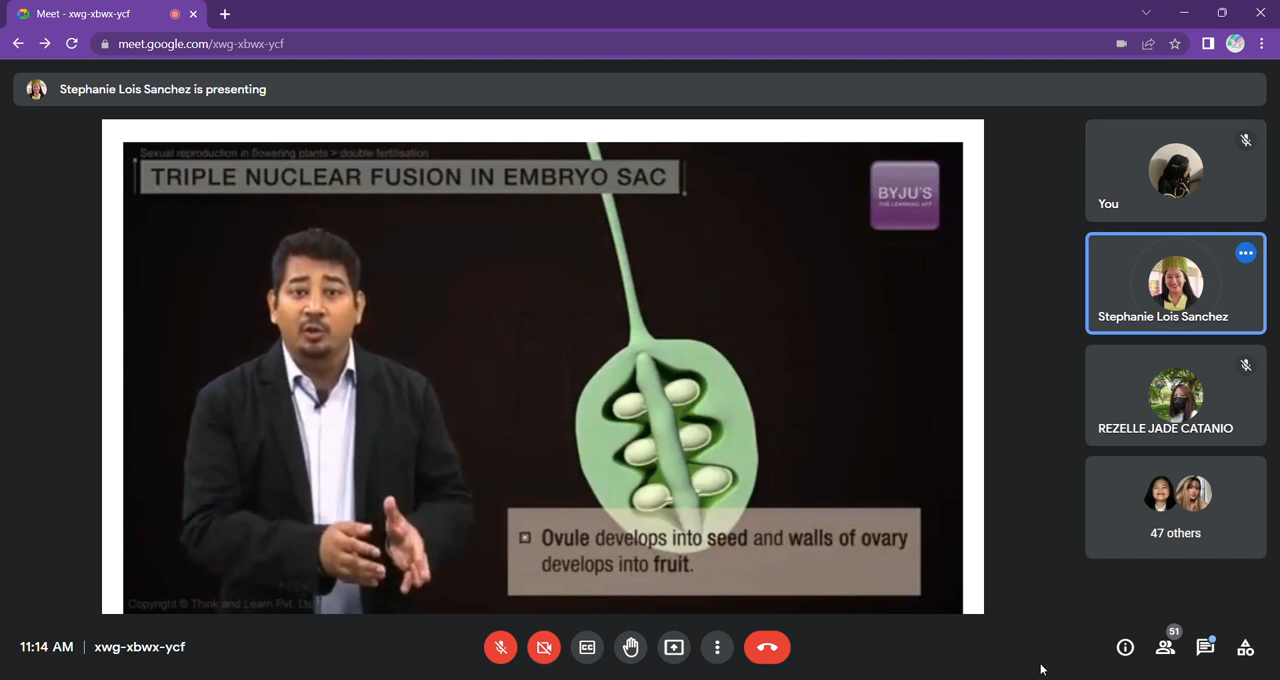 Meet - xwg-xbwx-ycf
meet.google.com/xwg-xbwx-ycf
Stephanie Lois Sanchez is presenting
Sexual reproduction in flowering plants > double fertilisation
TRIPLE NUCLEAR FUSION IN EMBRYO SAC
BYJU'S
THE LEARNING APP
Ovule develops into seed and walls of ovary
develops into fruit.
Copyright © Think and Learn Pvt. Ltd.
You
Stephanie Lois Sanchez
REZELLE JADE CATANIO
47 others
11:14 AM | xwg-xbwx-ycf
51